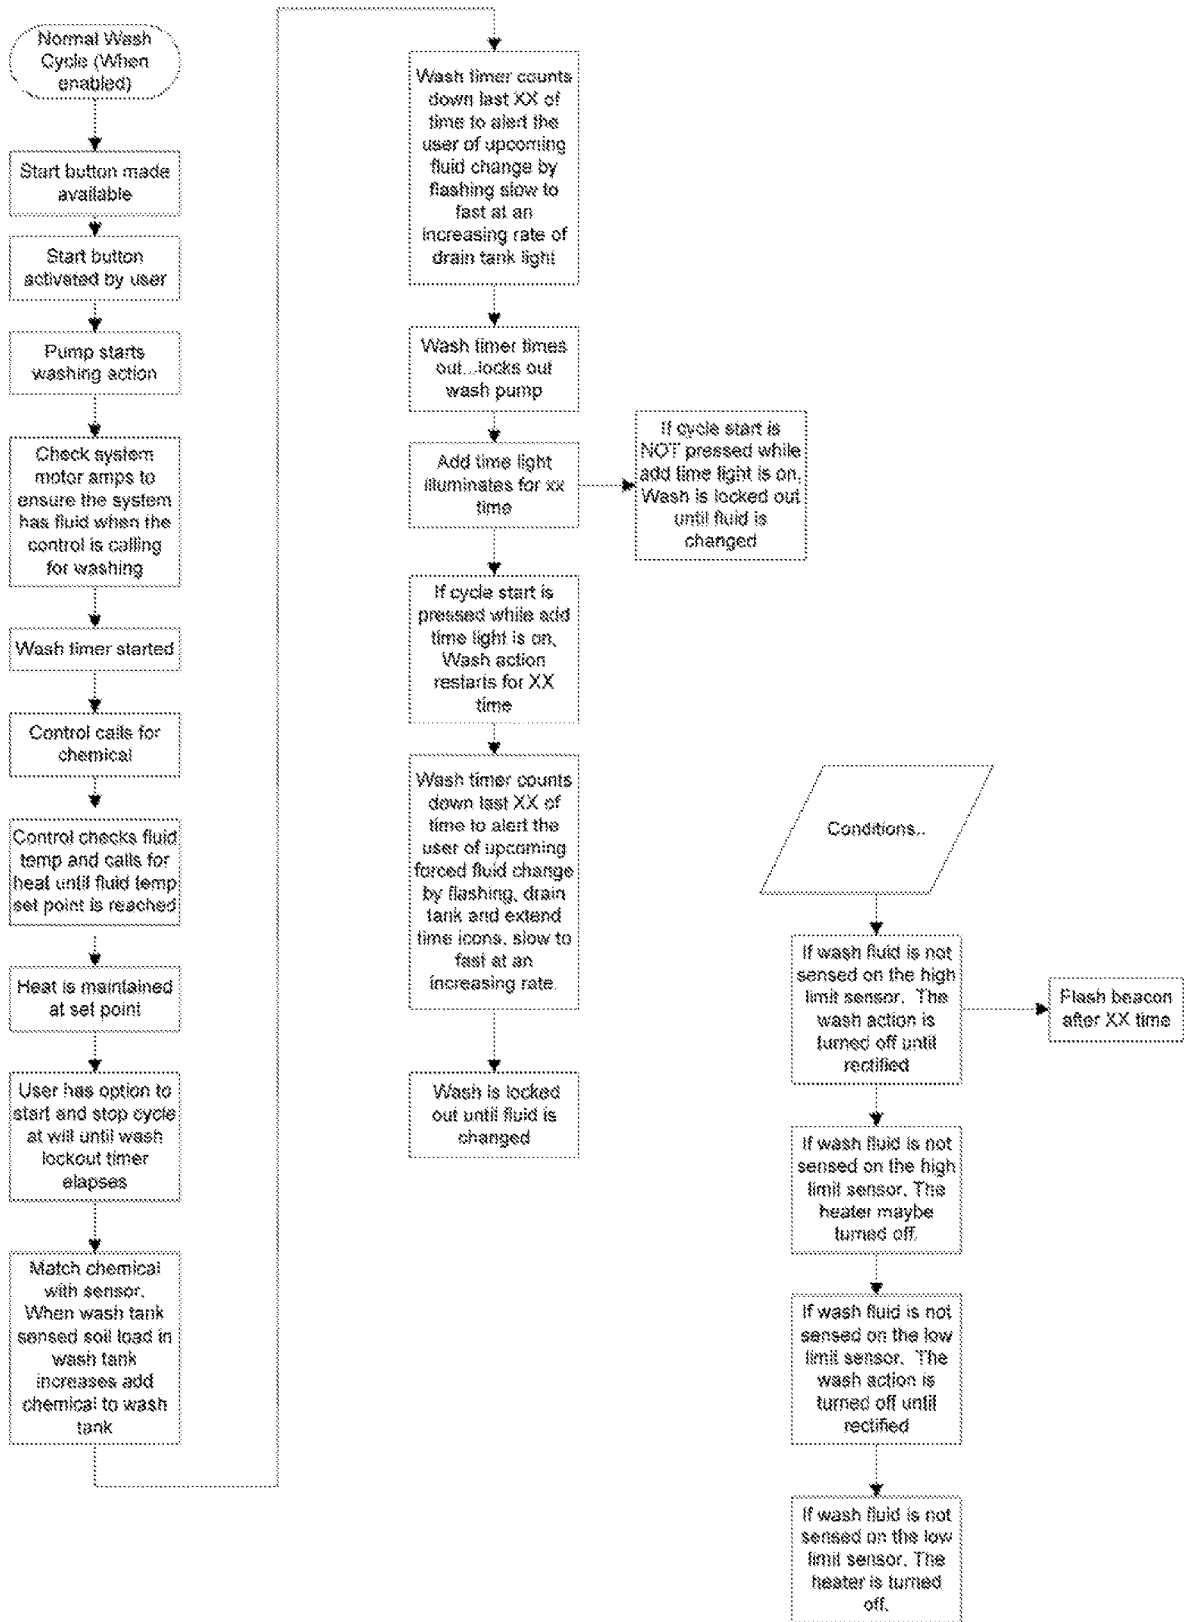 Normal Wash
Cycle (When
enabled)
Start button made
available
Start button
activated by user
Pump starts
washing action
Check system
motor amps to
ensure the system
has fluid when the
control is calling
for washing
Wash timer started
Control calls for
chemical
Control checks fluid
temp and calls for
heat until fluid temp
set point is reached
Heat is maintained
at set point
User has option to
start and stop cycle
at will until wash
lockout timer
elapses
Match chemical
with sensor.
When wash tank
sensed soil load in
wash tank
increases add
chemical to wash
tank
Wash timer counts
down last XX of
time to alert the
user of upcoming
fluid change by
flashing slow to
fast at an
increasing rate of
drain tank light
Wash timer times
out...locks out
wash pump
Add time light
illuminates for xx
time
If cycle start is
NOT pressed while
add time light is on,
Wash is locked out
until fluid is
changed
If cycle start is
pressed while add
time light is on,
Wash action
restarts for XX
time
Wash timer counts
down last XX of
time to alert the
user of upcoming
forced fluid change
by flashing, drain
tank and extend
time icons, slow to
fast at an
increasing rate.
Wash is locked
out until fluid is
changed
Conditions..
If wash fluid is not
sensed on the high
limit sensor. The
wash action is
turned off until
rectified
Flash beacon
after XX time
If wash fluid is not
sensed on the high
limit sensor. The
heater maybe
turned off.
If wash fluid is not
sensed on the low
limit sensor. The
wash action is
turned off until
rectified
If wash fluid is not
sensed on the low
limit sensor. The
heater is turned
off.